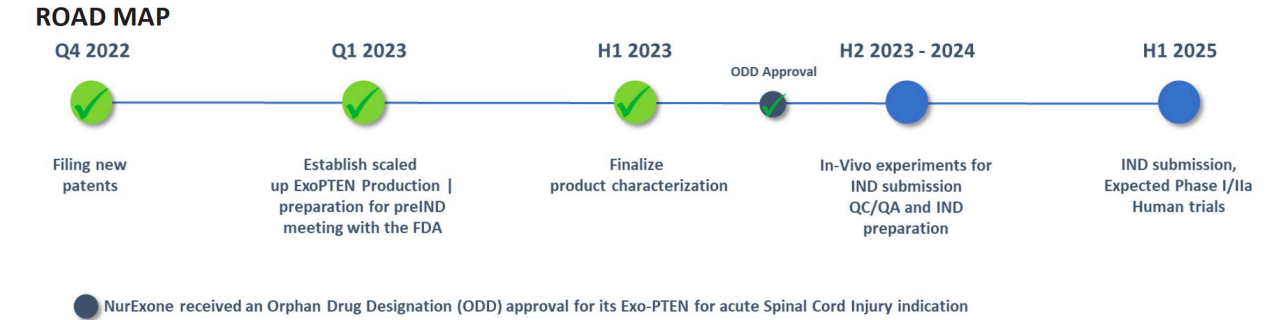 ROAD MAP
Q4 2022
Q1 2023
H1 2023
ODD Approval
H2 2023 - 2024
H1 2025
Filing new
patents
Establish scaled
up ExoPTEN Production |
preparation for preIND
meeting with the FDA
Finalize
product characterization
In-Vivo experiments for
IND submission
QC/QA and IND
preparation
IND submission,
Expected Phase I/IIa
Human trials
NurExone received an Orphan Drug Designation (ODD) approval for its Exo-PTEN for acute Spinal Cord Injury indication